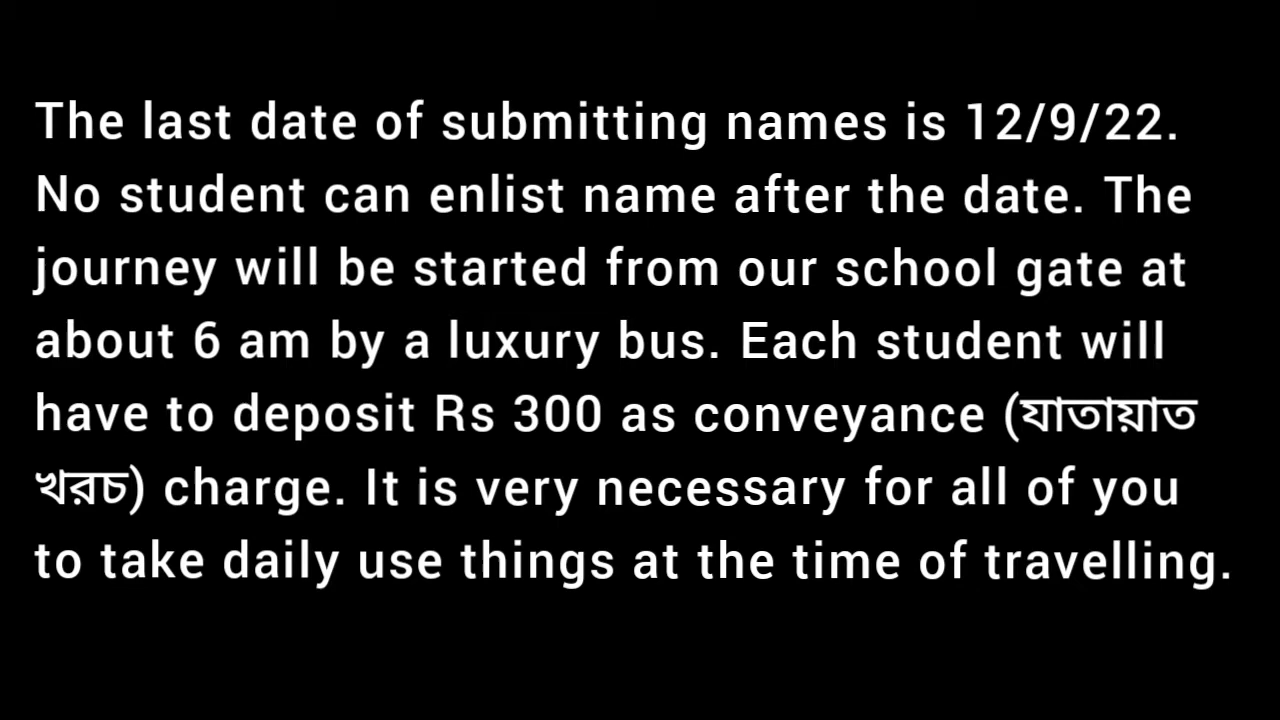 The last date of submitting names is 12/9/22.
No student can enlist name after the date. The
journey will be started from our school gate at
about 6 am by a luxury bus. Each student will
have to deposit Rs 300 as conveyance (যাতায়াত
খরচ) charge. It is very necessary for all of you
to take daily use things at the time of travelling.